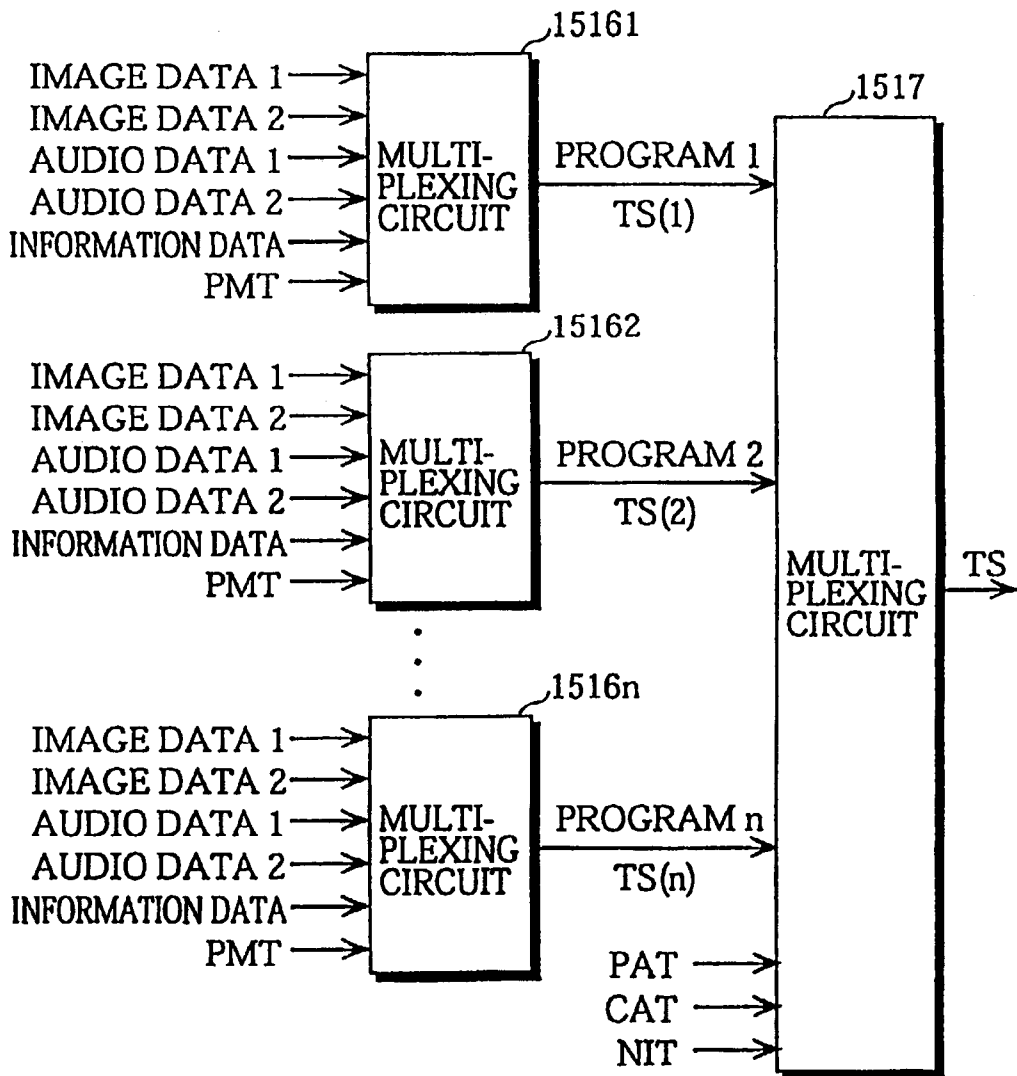 15161
IMAGE DATA 1
IMAGE DATA 2
AUDIO DATA 1
AUDIO DATA 2
INFORMATION DATA
PMT
MULTI-
PLEXING
CIRCUIT
PROGRAM 1
TS(1)
1517
15162
IMAGE DATA 1
IMAGE DATA 2
AUDIO DATA 1
AUDIO DATA 2
INFORMATION DATA
PMT
MULTI-
PLEXING
CIRCUIT
PROGRAM 2
TS(2)
MULTI-
PLEXING
CIRCUIT
TS
1516n
IMAGE DATA 1
IMAGE DATA 2
AUDIO DATA 1
AUDIO DATA 2
INFORMATION DATA
PMT
MULTI-
PLEXING
CIRCUIT
PROGRAM n
TS(n)
PAT
CAT
NIT